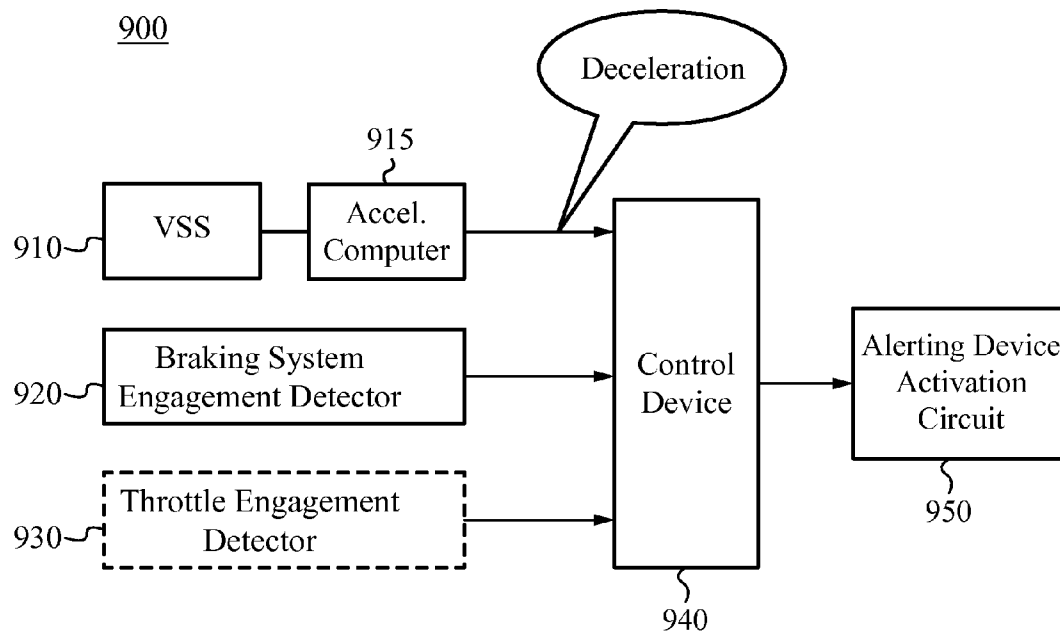 900
Deceleration
915
VSS
Accel.
Computer
910
Braking System
Engagement Detector
920
Control
Device
Alerting Device
Activation
Circuit
Throttle Engagement
Detector
930
950
940